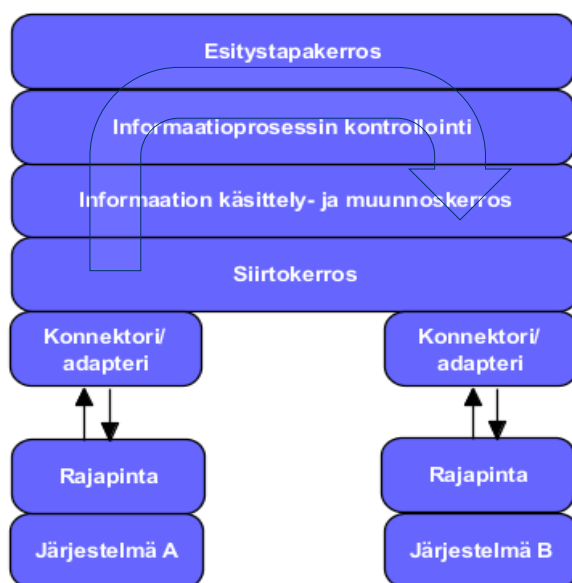 Esitystapakerros
Informaatioprosessin kontrollointi
Informaation käsittely- ja muunnoskerros
Siirtokerros
Konnektori/
adapteri
Konnektori/
adapteri
Rajapinta
Rajapinta
Järjestelmä A
Järjestelmä B